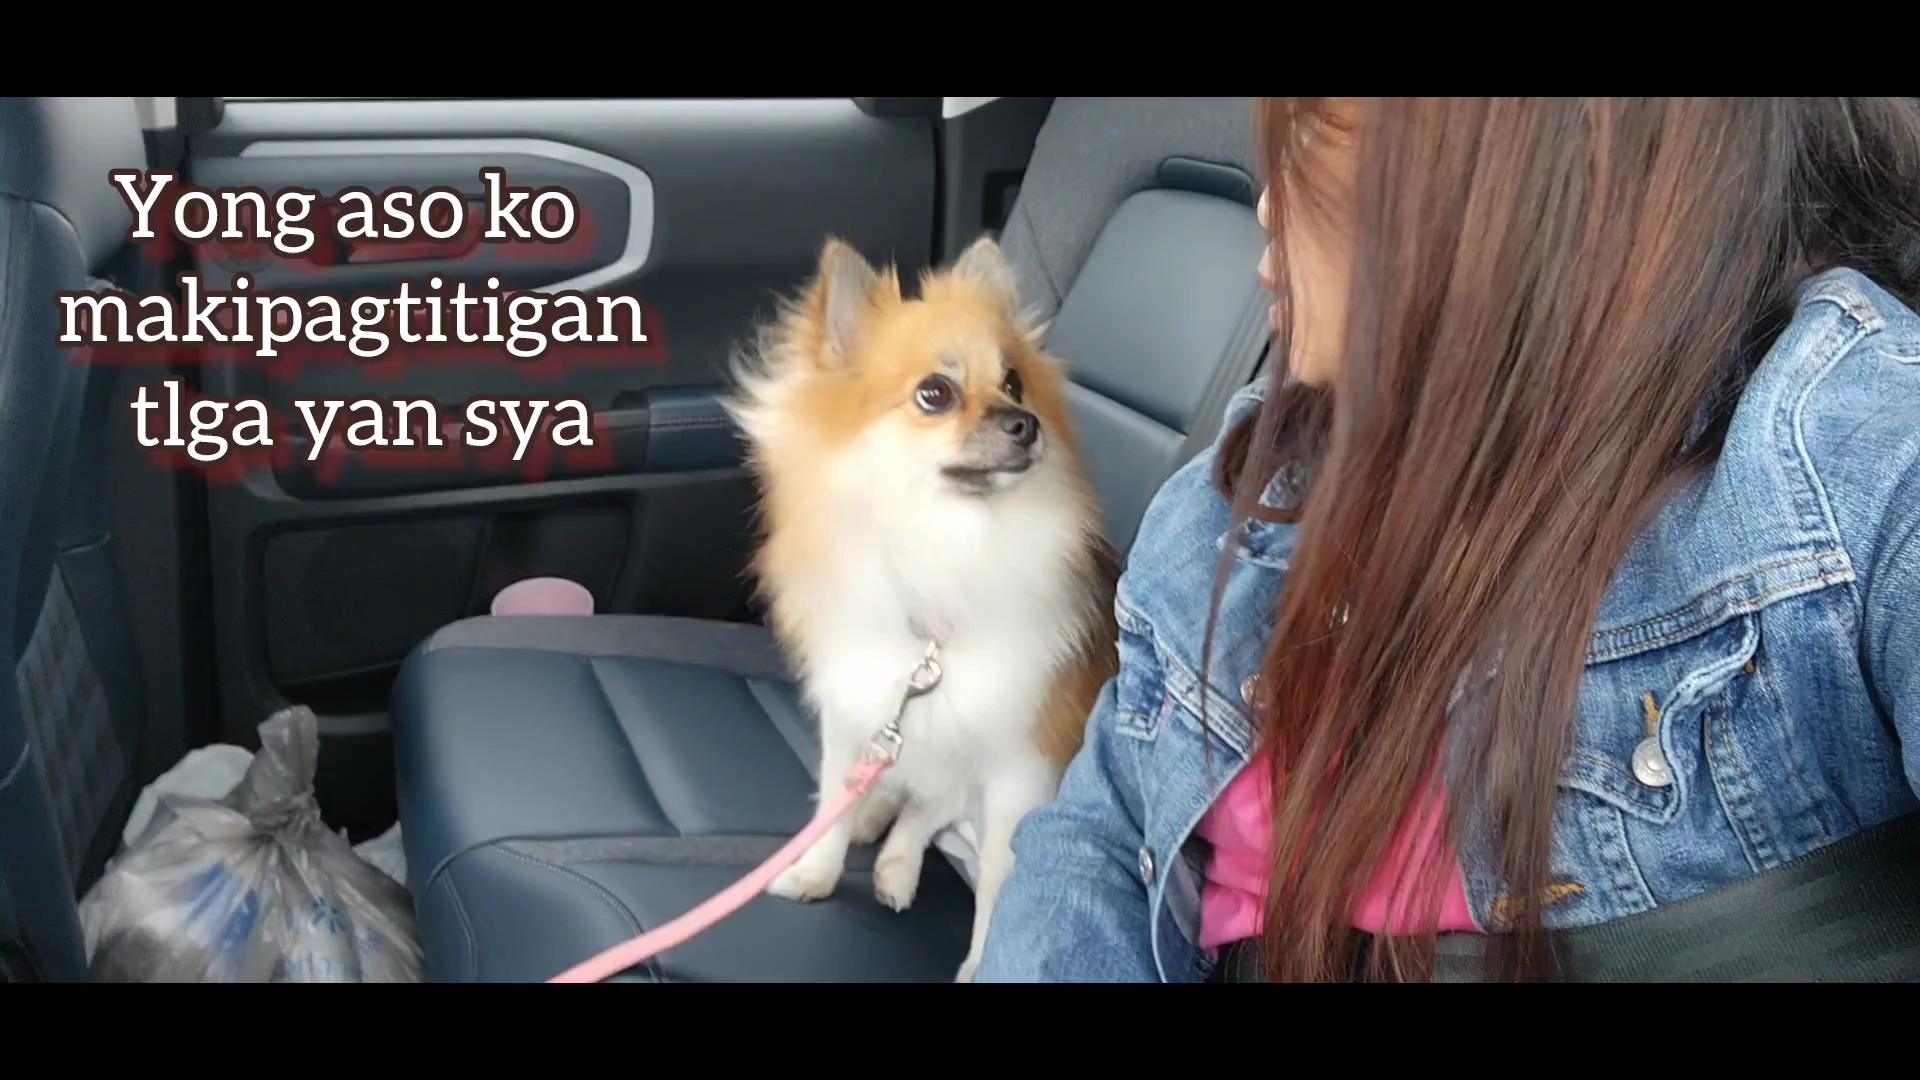 Yong aso ko
makipagtitigan
tlga yan sya